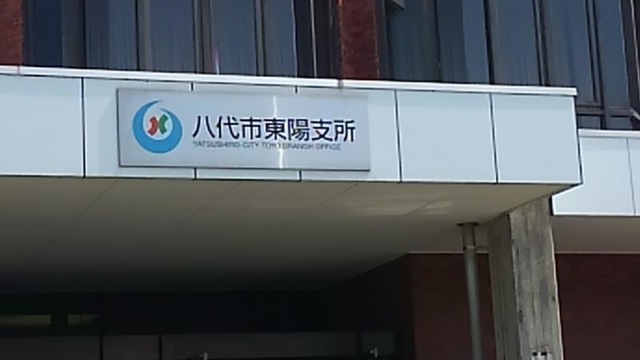 八代市東陽支所
YATSUSHIRO-CITY TOYO BRANCH OFFICE